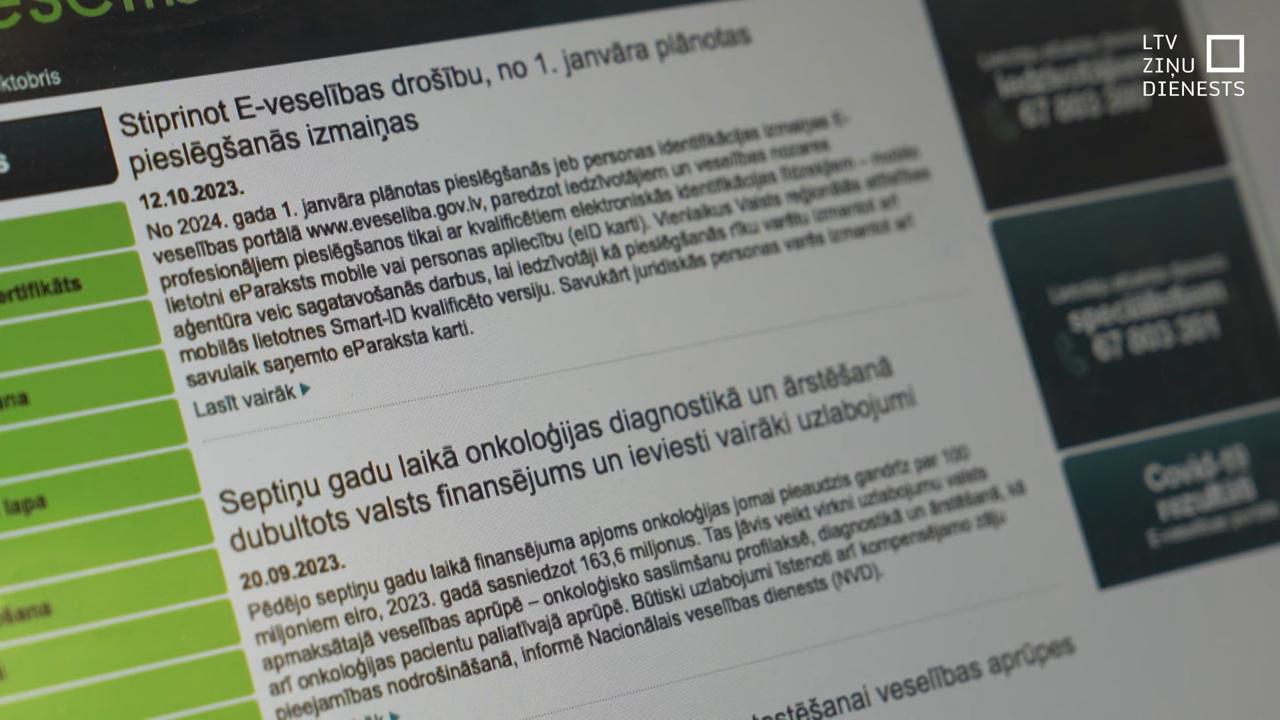 ktobris
LTV
ZIŅU
DIENESTS
Stiprinot E-veselības drošību, no 1. janvāra plānotas
pieslēgšanās izmaiņas
12.10.2023.
No 2024. gada 1. janvāra plānotas pieslēgšanās jeb personas identifikācijas izmaiņas E-
veselības portālā www.eveseliba.gov.lv, paredzot iedzīvotājiem un veselības nozares
profesionāļiem pieslēgšanos tikai ar kvalificētiem elektroniskās identifikācijas līdzekļiem – mobilo
lietotni eParaksts mobile vai personas apliecību (eID karti). Vienlaikus Valsts reģionālās attīstības
aģentūra veic sagatavošanās darbus, lai iedzīvotāji kā pieslēgšanās rīku varētu izmantot arī
mobilās lietotnes Smart-ID kvalificēto versiju. Savukārt juridiskās personas varēs izmantot arī
savulaik saņemto eParaksta karti.
Lasīt vairāk
ertifikāts
ana
lapa
ošana
Septiņu gadu laikā onkoloģijas diagnostikā un ārstēšanā
dubultots valsts finansējums un ieviesti vairāki uzlabojumi
20.09.2023.
Pēdējo septiņu gadu laikā finansējuma apjoms onkoloģijas jomai pieaudzis gandrīz par 100
miljoniem eiro, 2023. gadā sasniedzot 163,6 miljonus. Tas ļāvis veikt virkni uzlabojumu valsts
apmaksātajā veselības aprūpē – onkoloģisko saslimšanu profilaksē, diagnostikā un ārstēšanā, kā
arī onkoloģijas pacientu paliatīvajā aprūpē. Būtiski uzlabojumi īstenoti arī kompensējamo zāļu
pieejamības nodrošināšanā, informē Nacionālais veselības dienests (NVD).
stēšanai veselības aprūpes
speciālistiem
67 803 301
Covid-19
rezultāti